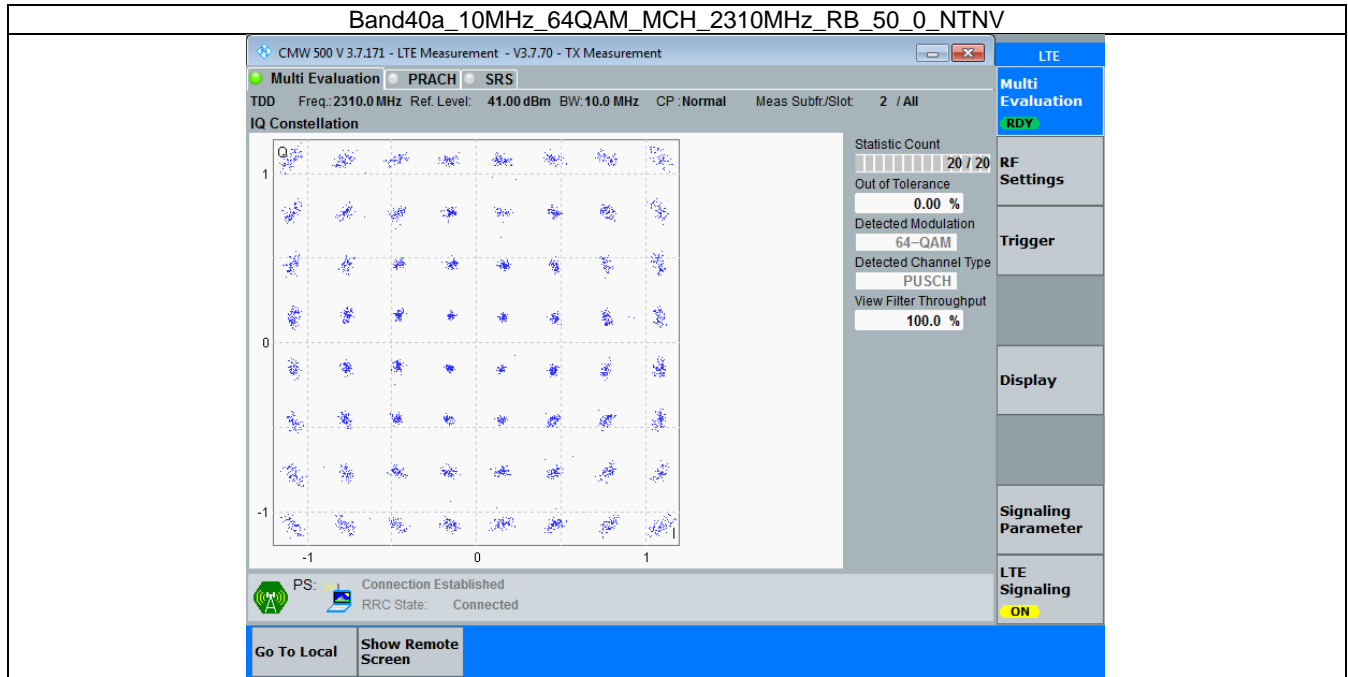 Band40a_10MHz_64QAM_MCH_2310MHz_RB_50_0_NTNV
CMW 500 V 3.7.171 - LTE Measurement - V3.7.70 - TX Measurement
LTE
Multi Evaluation PRACH SRS
TDD Freq.:2310.0 MHz Ref. Level: 41.00 dBm BW:10.0 MHz CP :Normal Meas Subfr./Slot: 2 / All
IQ Constellation
Q
1
0
-1
-1 0 1
I
Statistic Count
20 / 20
Out of Tolerance
0.00 %
Detected Modulation
64-QAM
Detected Channel Type
PUSCH
View Filter Throughput
100.0 %
Multi
Evaluation
RDY
RF
Settings
Trigger
Display
Signaling
Parameter
LTE
Signaling
ON
PS: Connection Established
RRC State: Connected
Go To Local
Show Remote
Screen